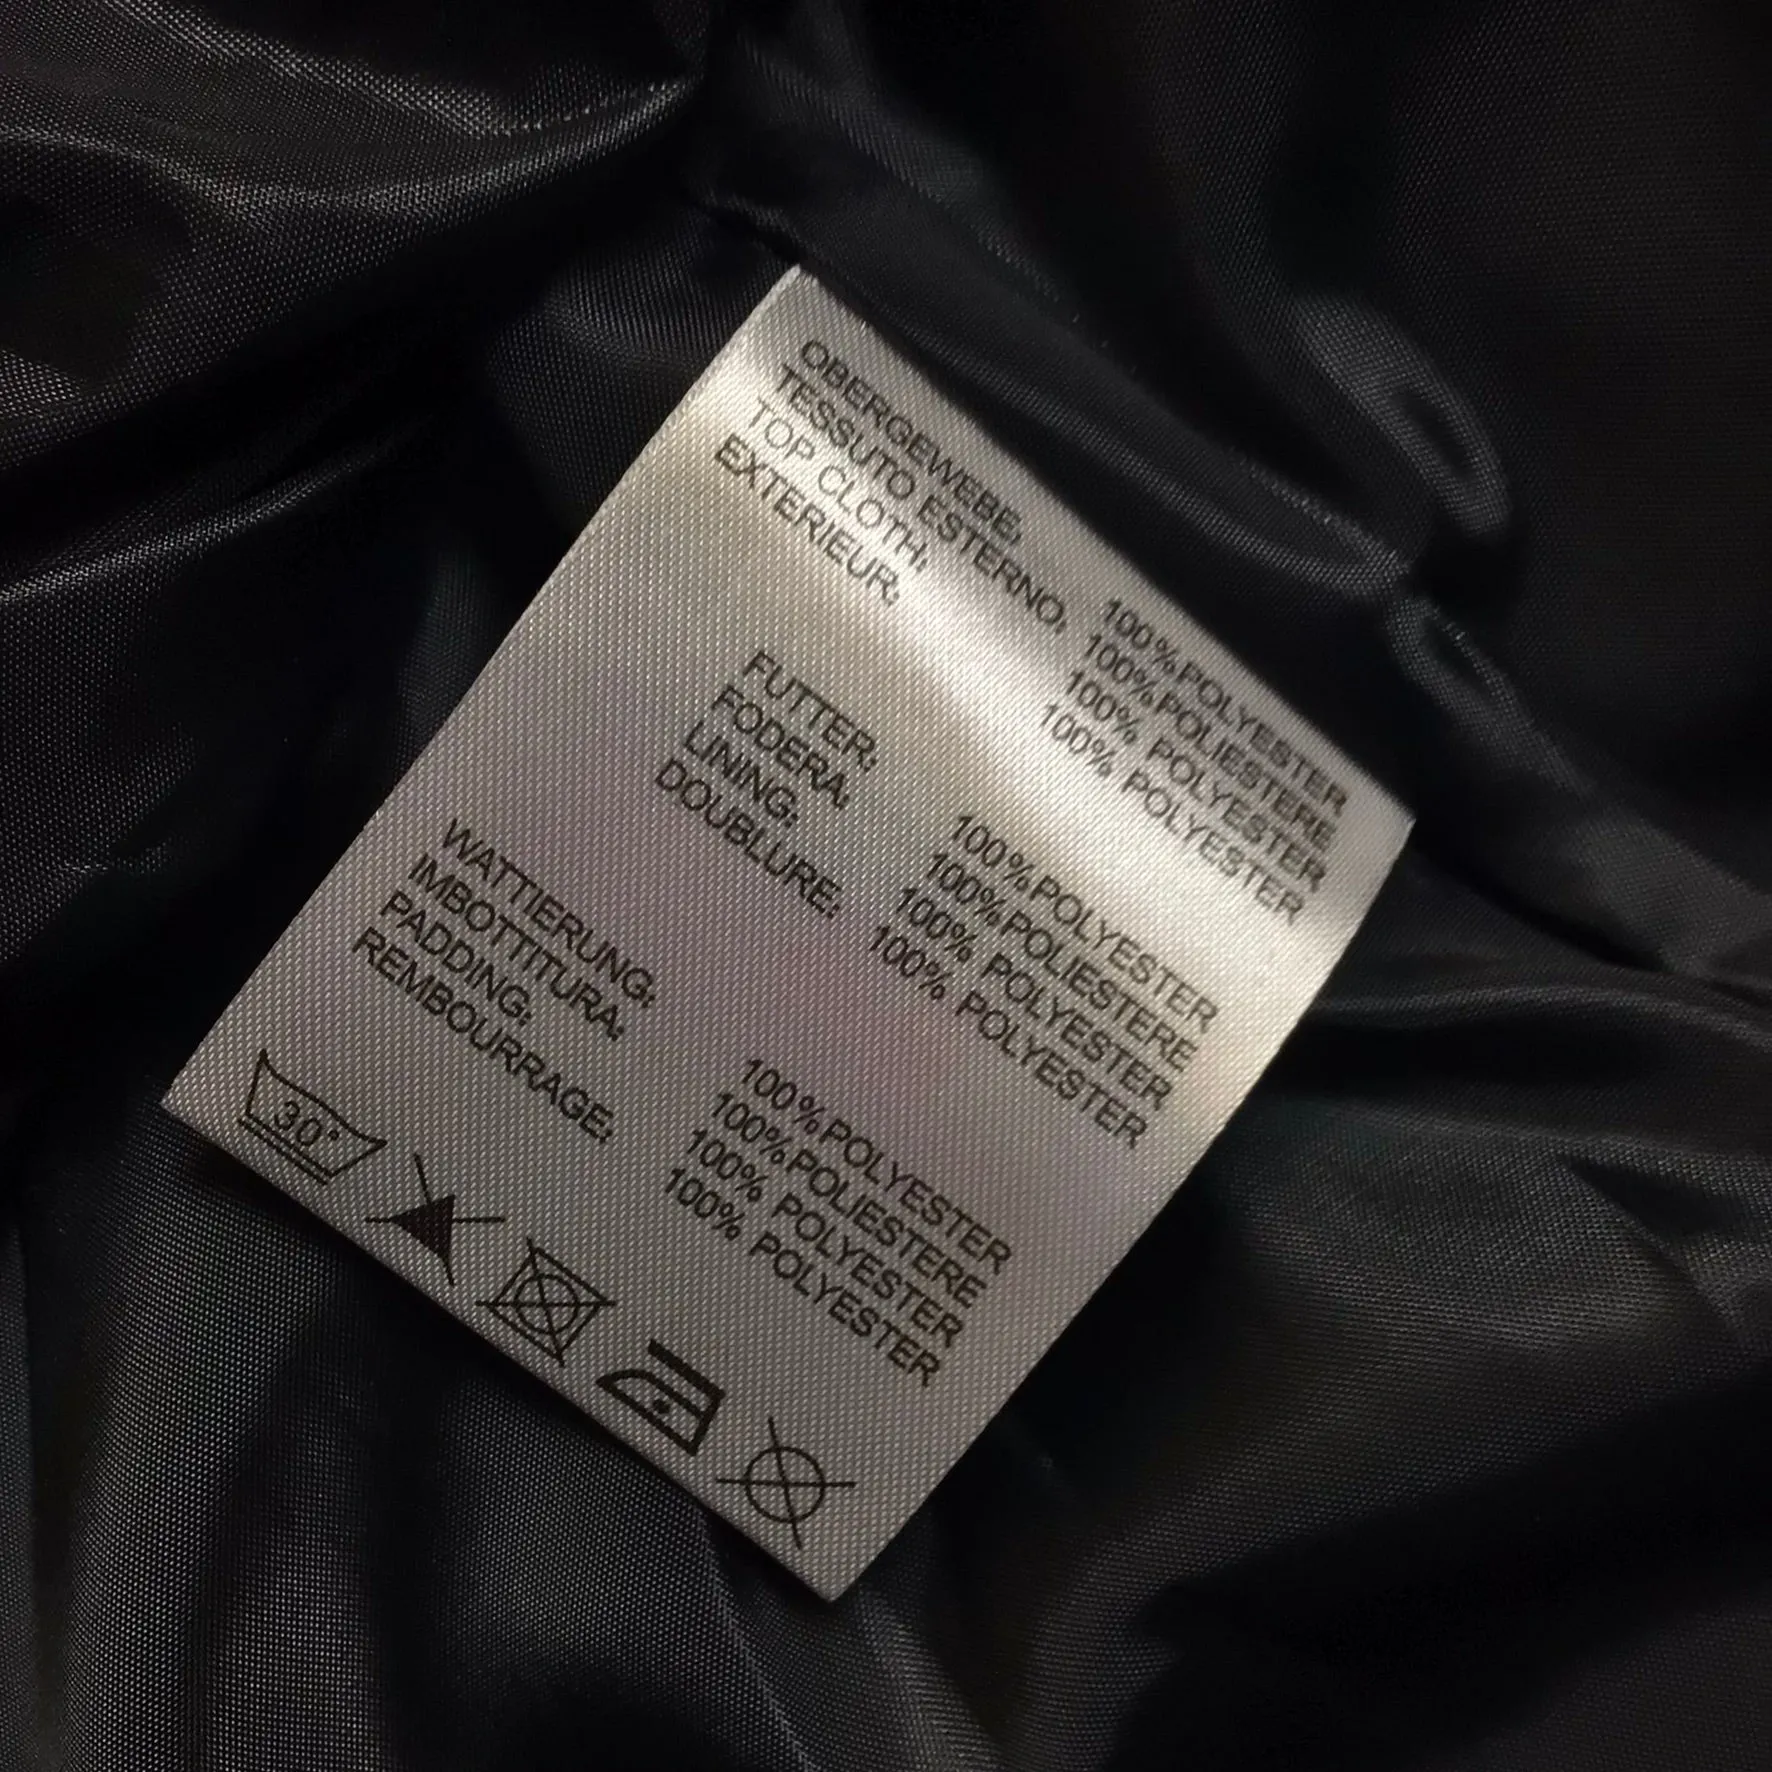 OBERGEWEBE: 100%POLYESTER
TESSUTO ESTERNO: 100%POLIESTERE
TOP CLOTH: 100% POLYESTER
EXTERIEUR: 100% POLYESTER
FUTTER: 100%POLYESTER
FODERA: 100%POLIESTERE
LINING: 100% POLYESTER
DOUBLURE: 100% POLYESTER
WATTIERUNG: 100%POLYESTER
IMBOTTITURA: 100%POLIESTERE
PADDING: 100% POLYESTER
REMBOURRAGE: 100% POLYESTER
30°